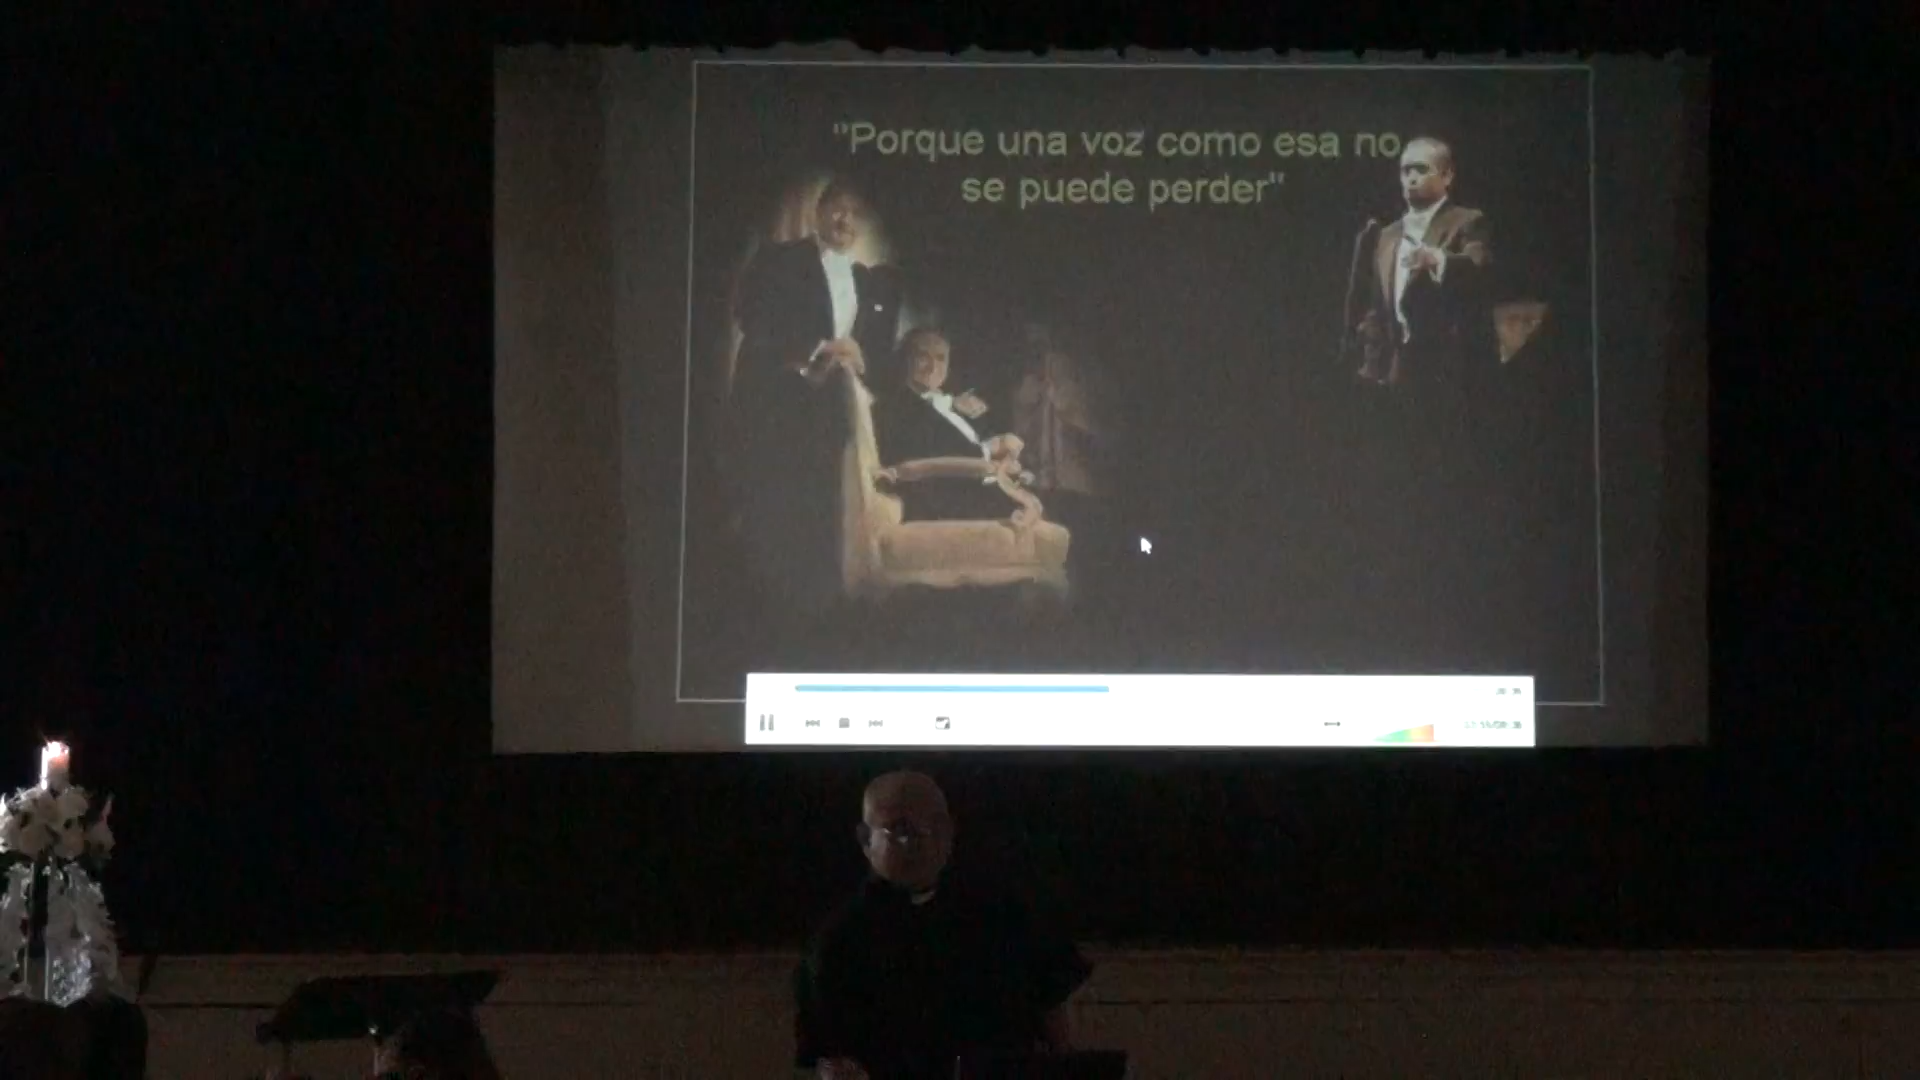 "Porque una voz como esa no
se puede perder"